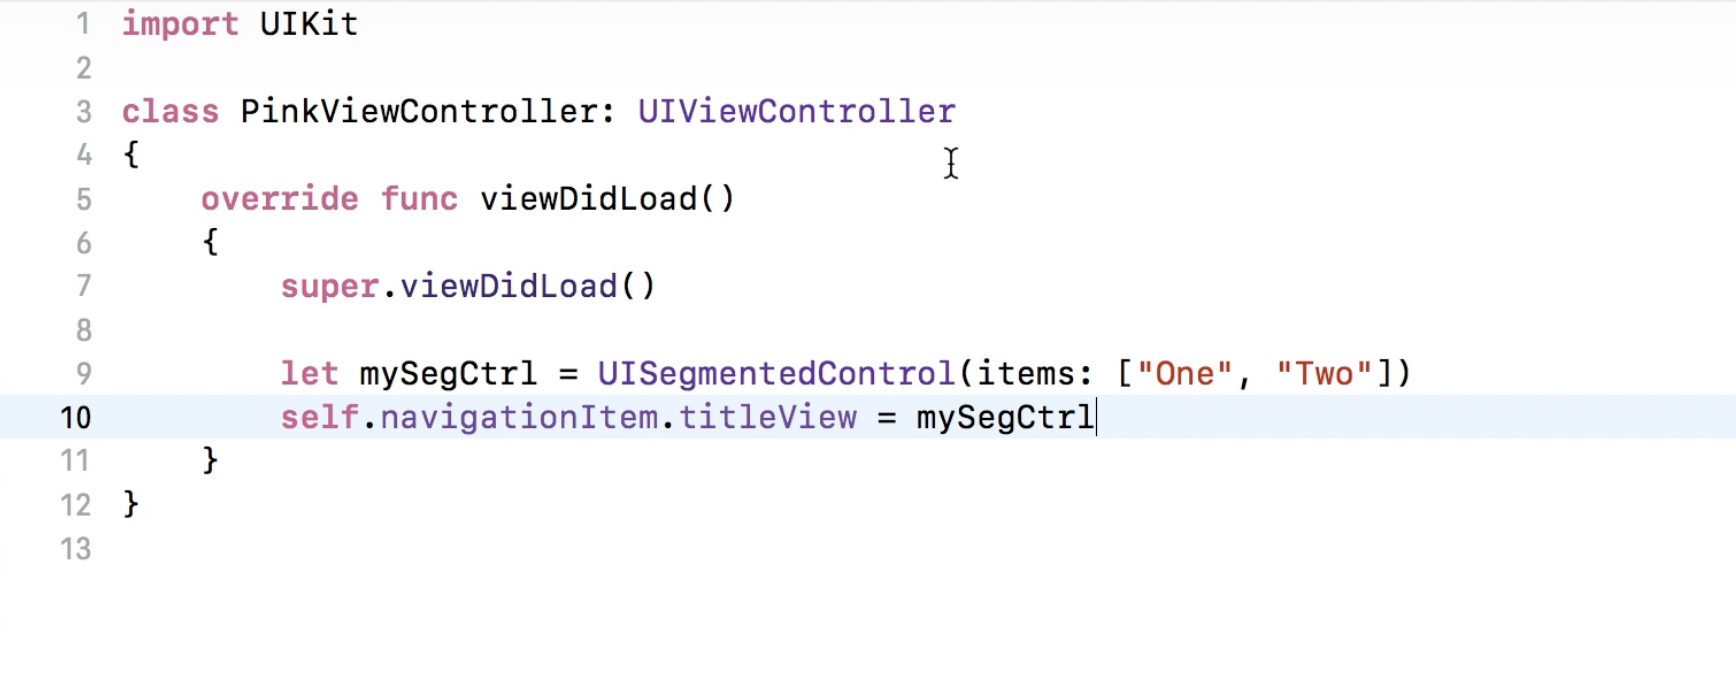 1 import UIKit
2
3 class PinkViewController: UIViewController
4 {
5     override func viewDidLoad()
6     {
7         super.viewDidLoad()
8
9         let mySegCtrl = UISegmentedControl(items: ["One", "Two"])
10         self.navigationItem.titleView = mySegCtrl
11     }
12 }
13